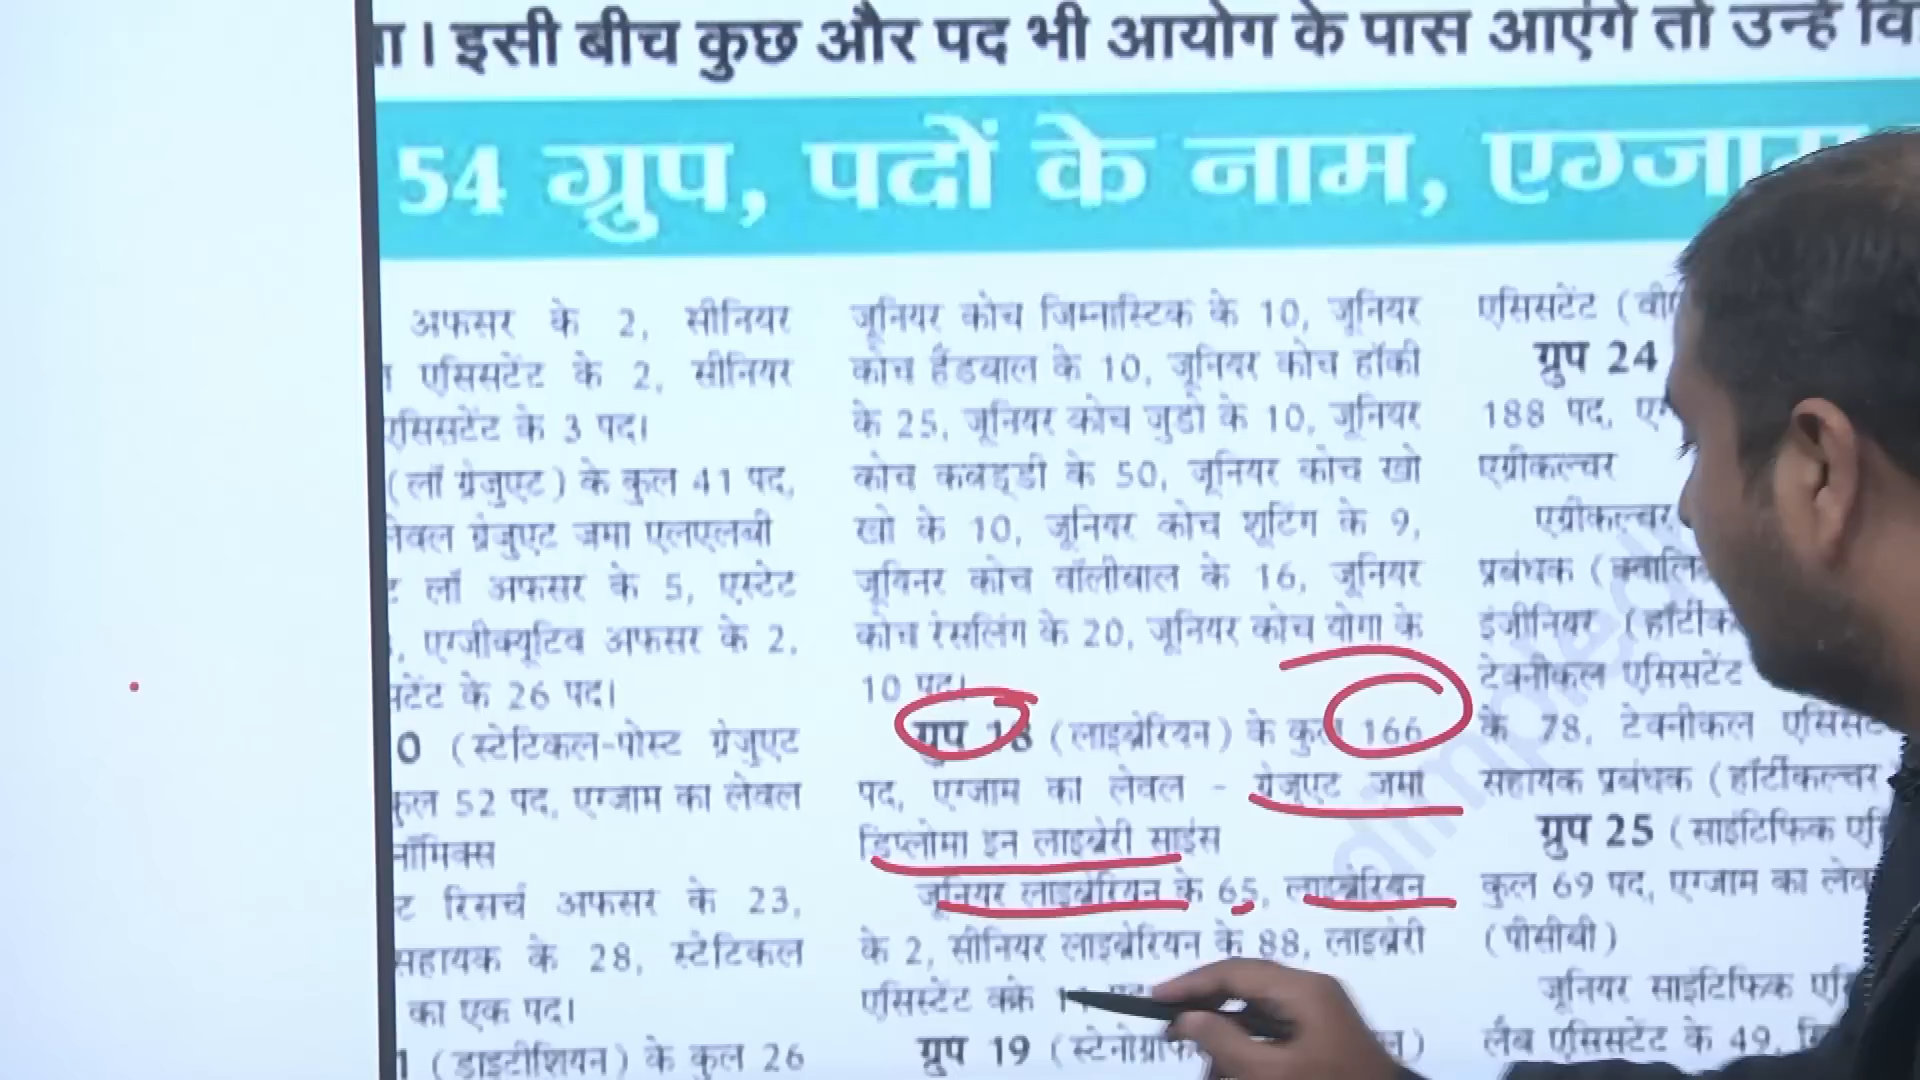 ा। इसी बीच कुछ और पद भी आयोग के पास आएंगे तो उन्हें
54 ग्रुप, पदों के नाम,
अफसर के 2, सीनियर
एसिसटेंट के 2, सीनियर
एसिसटेंट के 3 पद।
(लॉ ग्रेजुएट) के कुल 41 पद,
लेवल ग्रेजुएट जमा एलएलबी
लॉ अफसर के 5, एस्टेट
, एग्जीक्यूटिव अफसर के 2,
के 26 पद।
0 (स्टेटिकल-पोस्ट ग्रेजुएट
कुल 52 पद, एग्जाम का लेवल
नॉमिक्स
रिसर्च अफसर के 23,
सहायक के 28, स्टेटिकल
का एक पद।
1 (डाइटीशियन) के कुल 26
जूनियर कोच जिम्नास्टिक के 10, जूनियर
कोच हैंडबाल के 10, जूनियर कोच हॉकी
के 25, जूनियर कोच जुडो के 10, जूनियर
कोच कबड्डी के 50, जूनियर कोच खो
खो के 10, जूनियर कोच शूटिंग के 9,
जूविनर कोच वॉलीबाल के 16, जूनियर
कोच रेसलिंग के 20, जूनियर कोच योगा के
10 पद।
ग्रुप 18 (लाइब्रेरियन) के कुल 166
पद, एग्जाम का लेवल - ग्रेजूएट जमा
डिप्लोमा इन लाइब्रेरी साइंस
जूनियर लाइब्रेरियन के 65, लाइब्रेरियन
के 2, सीनियर लाइब्रेरियन के 88, लाइब्रेरी
एसिस्टेंट क्के 11 पद।
ग्रुप 19
एसिसटेंट
ग्रुप 24
188 पद,
एग्रीकल्चर
एग्रीकल्चर
प्रबंधक
इंजीनियर
टेक्नीकल एसिसटेंट
के 78, टेक्नीकल
सहायक प्रबंधक (हॉर्टीकल्चर
ग्रुप 25 (साइंटिफिक
कुल 69 पद, एग्जाम का
(पीसीबी)
जूनियर साइंटिफिक
लैब एसिसटेंट के 49,